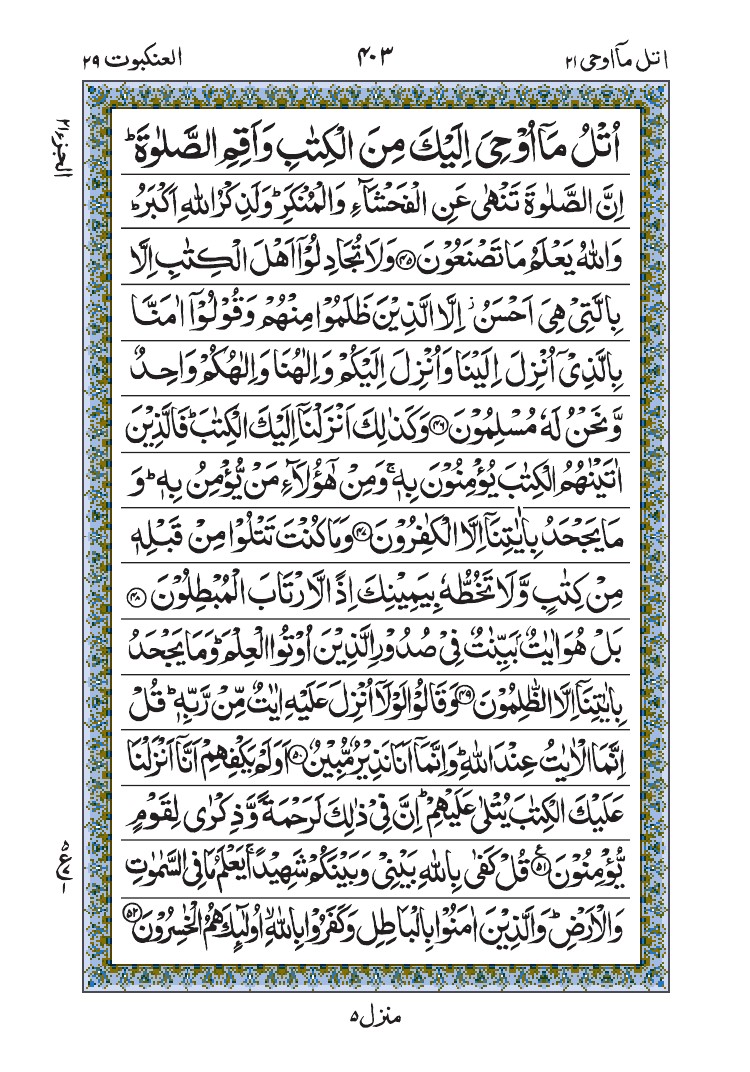 اتل مآ اوحی ٢١
٤٠٣
العنکبوت ٢٩
الجزء ٢١
اُتْلُ مَاۤ اُوْحِیَ اِلَیْكَ مِنَ الْكِتٰبِ وَاَقِمِ الصَّلٰوةَ ؕ
اِنَّ الصَّلٰوةَ تَنْهٰی عَنِ الْفَحْشَآءِ وَالْمُنْكَرِ ؕ وَلَذِكْرُ اللّٰهِ اَكْبَرُ ؕ
وَاللّٰهُ یَعْلَمُ مَا تَصْنَعُوْنَ ﴿٤٥﴾ وَلَا تُجَادِلُوْۤا اَهْلَ الْكِتٰبِ اِلَّا
بِالَّتِیْ هِیَ اَحْسَنُ ۖ اِلَّا الَّذِیْنَ ظَلَمُوْا مِنْهُمْ وَقُوْلُوْۤا اٰمَنَّا
بِالَّذِیْۤ اُنْزِلَ اِلَیْنَا وَاُنْزِلَ اِلَیْكُمْ وَاِلٰهُنَا وَاِلٰهُكُمْ وَاحِدٌ
وَّنَحْنُ لَهٗ مُسْلِمُوْنَ ﴿٤٦﴾ وَكَذٰلِكَ اَنْزَلْنَاۤ اِلَیْكَ الْكِتٰبَ ؕ فَالَّذِیْنَ
اٰتَیْنٰهُمُ الْكِتٰبَ یُؤْمِنُوْنَ بِهٖ ۚ وَمِنْ هٰۤؤُلَآءِ مَنْ یُّؤْمِنُ بِهٖ ؕ وَ
مَا یَجْحَدُ بِاٰیٰتِنَاۤ اِلَّا الْكٰفِرُوْنَ ﴿٤٧﴾ وَمَا كُنْتَ تَتْلُوْا مِنْ قَبْلِهٖ
مِنْ كِتٰبٍ وَّلَا تَخُطُّهٗ بِیَمِیْنِكَ اِذًا لَّارْتَابَ الْمُبْطِلُوْنَ ﴿٤٨﴾
بَلْ هُوَ اٰیٰتٌۢ بَیِّنٰتٌ فِیْ صُدُوْرِ الَّذِیْنَ اُوْتُوا الْعِلْمَ ؕ وَمَا یَجْحَدُ
بِاٰیٰتِنَاۤ اِلَّا الظّٰلِمُوْنَ ﴿٤٩﴾ وَقَالُوْا لَوْلَاۤ اُنْزِلَ عَلَیْهِ اٰیٰتٌ مِّنْ رَّبِّهٖ ؕ قُلْ
اِنَّمَا الْاٰیٰتُ عِنْدَ اللّٰهِ ؕ وَاِنَّمَاۤ اَنَا نَذِیْرٌ مُّبِیْنٌ ﴿٥٠﴾ اَوَلَمْ یَكْفِهِمْ اَنَّاۤ اَنْزَلْنَا
عَلَیْكَ الْكِتٰبَ یُتْلٰی عَلَیْهِمْ ؕ اِنَّ فِیْ ذٰلِكَ لَرَحْمَةً وَّذِكْرٰی لِقَوْمٍ
یُّؤْمِنُوْنَ ﴿٥١﴾ قُلْ كَفٰی بِاللّٰهِ بَیْنِیْ وَبَیْنَكُمْ شَهِیْدًا ۚ یَعْلَمُ مَا فِی السَّمٰوٰتِ
وَالْاَرْضِ ؕ وَالَّذِیْنَ اٰمَنُوْا بِالْبَاطِلِ وَكَفَرُوْا بِاللّٰهِ ۙ اُولٰٓئِكَ هُمُ الْخٰسِرُوْنَ ﴿٥٢﴾
منزل ٥